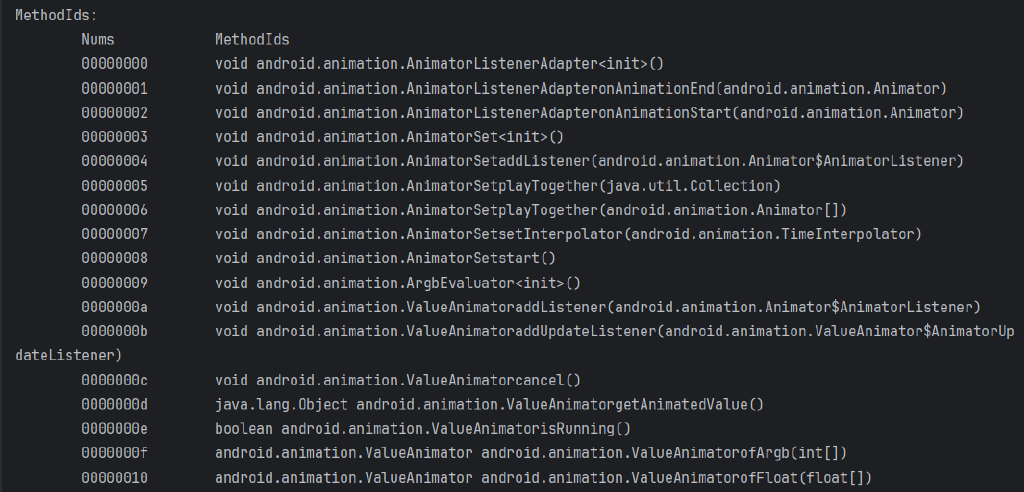 MethodIds:
Nums MethodIds
00000000 void android.animation.AnimatorListenerAdapter<init>()
00000001 void android.animation.AnimatorListenerAdapteronAnimationEnd(android.animation.Animator)
00000002 void android.animation.AnimatorListenerAdapteronAnimationStart(android.animation.Animator)
00000003 void android.animation.AnimatorSet<init>()
00000004 void android.animation.AnimatorSetaddListener(android.animation.Animator$AnimatorListener)
00000005 void android.animation.AnimatorSetplayTogether(java.util.Collection)
00000006 void android.animation.AnimatorSetplayTogether(android.animation.Animator[])
00000007 void android.animation.AnimatorSetsetInterpolator(android.animation.TimeInterpolator)
00000008 void android.animation.AnimatorSetstart()
00000009 void android.animation.ArgbEvaluator<init>()
0000000a void android.animation.ValueAnimatoraddListener(android.animation.Animator$AnimatorListener)
0000000b void android.animation.ValueAnimatoraddUpdateListener(android.animation.ValueAnimator$AnimatorUp
dateListener)
0000000c void android.animation.ValueAnimatorcancel()
0000000d java.lang.Object android.animation.ValueAnimatorgetAnimatedValue()
0000000e boolean android.animation.ValueAnimatorisRunning()
0000000f android.animation.ValueAnimator android.animation.ValueAnimatorofArgb(int[])
00000010 android.animation.ValueAnimator android.animation.ValueAnimatorofFloat(float[])